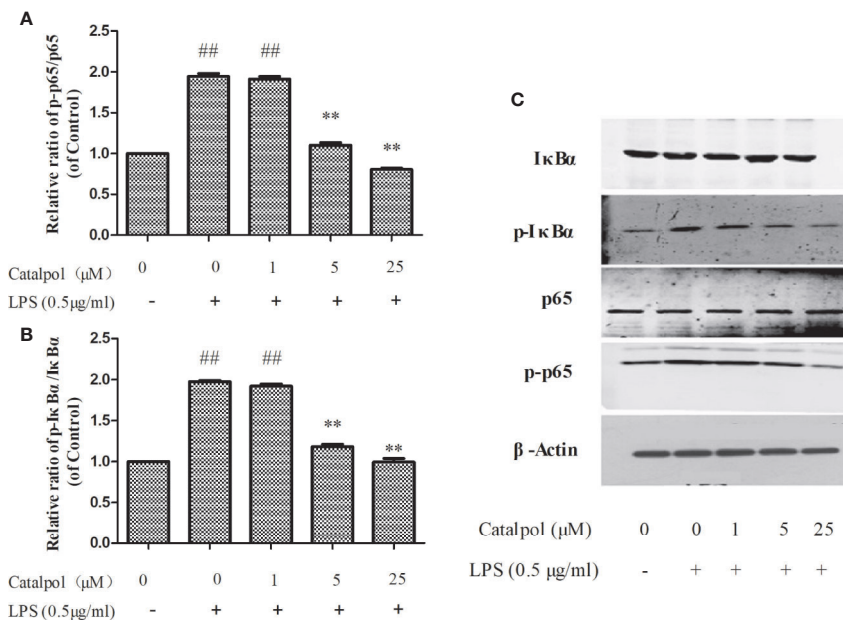 A
Relative ratio of p-p65/p65
(of Control)
2.5
2.0
1.5
1.0
0.5
0.0
## ## ** **
Catalpol (μM) 0 0 1 5 25
LPS (0.5μg/ml) - + + + +
B
Relative ratio of p-IκBα/IκBα
(of Control)
2.5
2.0
1.5
1.0
0.5
0.0
## ## ** **
Catalpol (μM) 0 0 1 5 25
LPS (0.5μg/ml) - + + + +
C
IκBα
p-IκBα
p65
p-p65
β-Actin
Catalpol (μM) 0 0 1 5 25
LPS (0.5 μg/ml) - + + + +